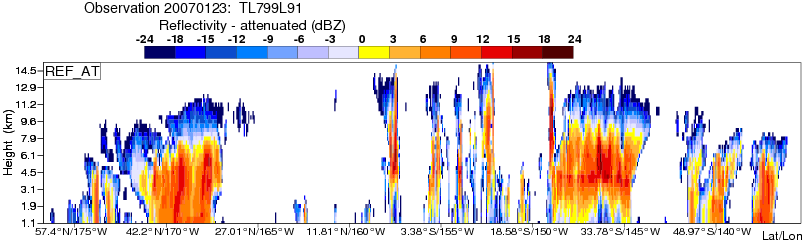 Observation 20070123: TL799L91
Reflectivity - attenuated (dBZ)
-24 -18 -15 -12 -9 -6 -3 0 3 6 9 12 15 18 24
REF_AT
Height (km)
14.5
12.9
11.2
9.6
7.9
6.1
4.5
3.1
1.9
1.1
57.4°N/175°W 42.2°N/170°W 27.01°N/165°W 11.81°N/160°W 3.38°S/155°W 18.58°S/150°W 33.78°S/145°W 48.97°S/140°W
Lat/Lon